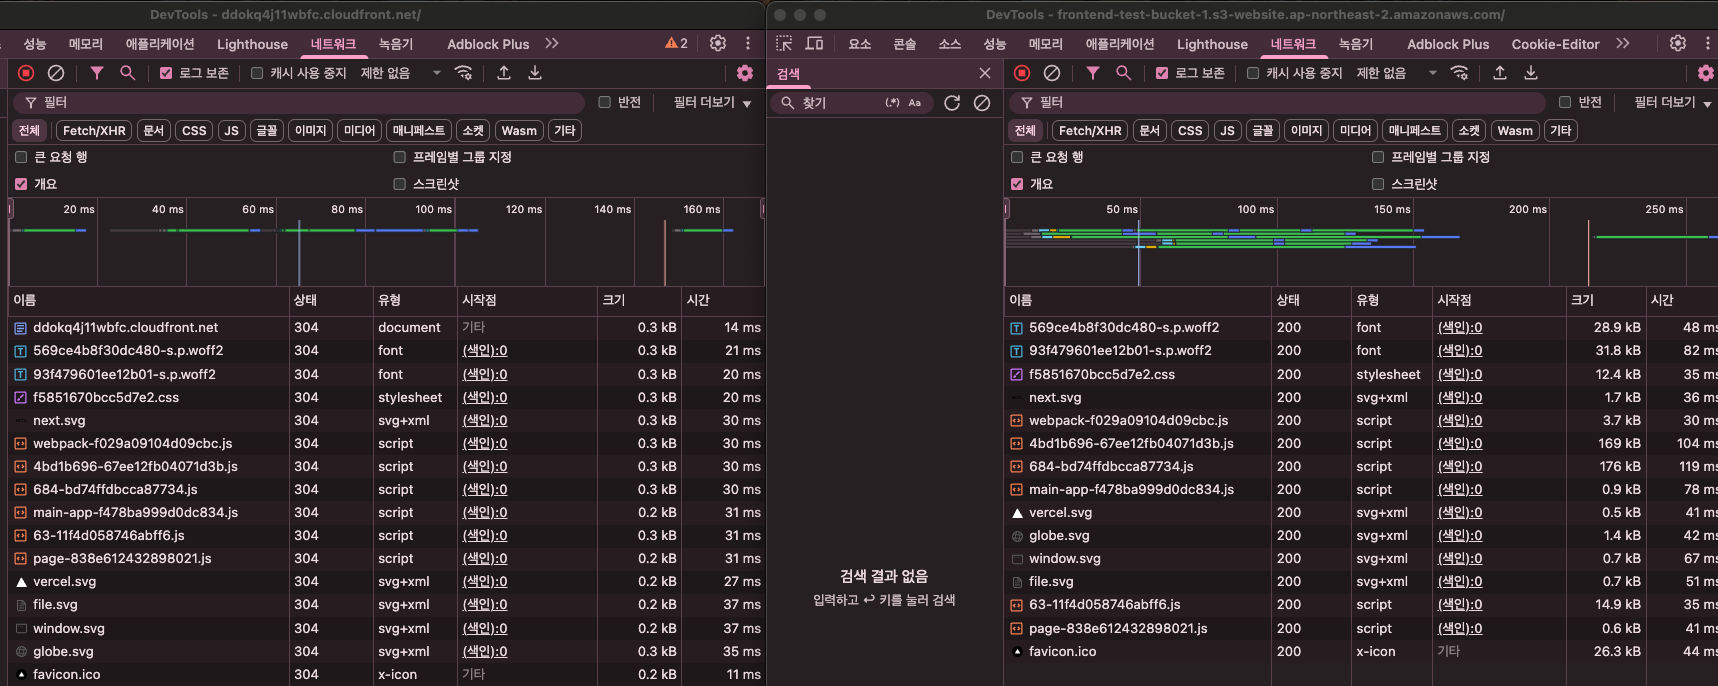 DevTools - ddokq4j11wbfc.cloudfront.net/
성능 메모리 애플리케이션 Lighthouse 네트워크 녹음기 Adblock Plus 2
로그 보존 캐시 사용 중지 제한 없음
필터 반전 필터 더보기
전체 Fetch/XHR 문서 CSS JS 글꼴 이미지 미디어 매니페스트 소켓 Wasm 기타
큰 요청 행 프레임별 그룹 지정
개요 스크린샷
20 ms 40 ms 60 ms 80 ms 100 ms 120 ms 140 ms 160 ms
이름 상태 유형 시작점 크기 시간
ddokq4j11wbfc.cloudfront.net 304 document 기타 0.3 kB 14 ms
569ce4b8f30dc480-s.p.woff2 304 font (색인):0 0.3 kB 21 ms
93f479601ee12b01-s.p.woff2 304 font (색인):0 0.3 kB 20 ms
f5851670bcc5d7e2.css 304 stylesheet (색인):0 0.3 kB 20 ms
next.svg 304 svg+xml (색인):0 0.3 kB 30 ms
webpack-f029a09104d09cbc.js 304 script (색인):0 0.3 kB 30 ms
4bd1b696-67ee12fb04071d3b.js 304 script (색인):0 0.3 kB 30 ms
684-bd74ffdbcca87734.js 304 script (색인):0 0.3 kB 30 ms
main-app-f478ba999d0dc834.js 304 script (색인):0 0.2 kB 31 ms
63-11f4d058746abff6.js 304 script (색인):0 0.3 kB 31 ms
page-838e612432898021.js 304 script (색인):0 0.2 kB 31 ms
vercel.svg 304 svg+xml (색인):0 0.2 kB 27 ms
file.svg 304 svg+xml (색인):0 0.2 kB 37 ms
window.svg 304 svg+xml (색인):0 0.2 kB 37 ms
globe.svg 304 svg+xml (색인):0 0.3 kB 35 ms
favicon.ico 304 x-icon 기타 0.2 kB 11 ms
DevTools - frontend-test-bucket-1.s3-website.ap-northeast-2.amazonaws.com/
요소 콘솔 소스 성능 메모리 애플리케이션 Lighthouse 네트워크 녹음기 Adblock Plus Cookie-Editor
검색
찾기 (.*) Aa
검색 결과 없음
입력하고 ↩ 키를 눌러 검색
로그 보존 캐시 사용 중지 제한 없음
필터 반전 필터 더보기
전체 Fetch/XHR 문서 CSS JS 글꼴 이미지 미디어 매니페스트 소켓 Wasm 기타
큰 요청 행 프레임별 그룹 지정
개요 스크린샷
50 ms 100 ms 150 ms 200 ms 250 ms
이름 상태 유형 시작점 크기 시간
569ce4b8f30dc480-s.p.woff2 200 font (색인):0 28.9 kB 48 ms
93f479601ee12b01-s.p.woff2 200 font (색인):0 31.8 kB 82 ms
f5851670bcc5d7e2.css 200 stylesheet (색인):0 12.4 kB 35 ms
next.svg 200 svg+xml (색인):0 1.7 kB 36 ms
webpack-f029a09104d09cbc.js 200 script (색인):0 3.7 kB 30 ms
4bd1b696-67ee12fb04071d3b.js 200 script (색인):0 169 kB 104 ms
684-bd74ffdbcca87734.js 200 script (색인):0 176 kB 119 ms
main-app-f478ba999d0dc834.js 200 script (색인):0 0.9 kB 78 ms
vercel.svg 200 svg+xml (색인):0 0.5 kB 41 ms
globe.svg 200 svg+xml (색인):0 1.4 kB 42 ms
window.svg 200 svg+xml (색인):0 0.7 kB 67 ms
file.svg 200 svg+xml (색인):0 0.7 kB 51 ms
63-11f4d058746abff6.js 200 script (색인):0 14.9 kB 35 ms
page-838e612432898021.js 200 script (색인):0 0.6 kB 41 ms
favicon.ico 200 x-icon 기타 26.3 kB 44 ms